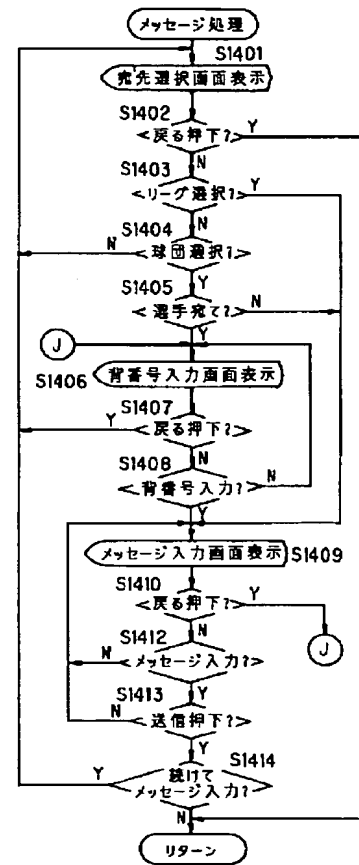 メッセージ処理
S1401
宛先選択画面表示
S1402
戻る押下?
Y
N
S1403
リーグ選択?
Y
N
S1404
球団選択?
N
Y
S1405
選手宛て?
N
Y
J
背番号入力画面表示
S1406
S1407
戻る押下?
Y
N
S1408
背番号入力?
N
Y
メッセージ入力画面表示
S1409
S1410
戻る押下?
Y
N
J
S1412
メッセージ入力?
N
Y
S1413
送信押下?
N
Y
S1414
続けて
メッセージ入力?
Y
N
リターン